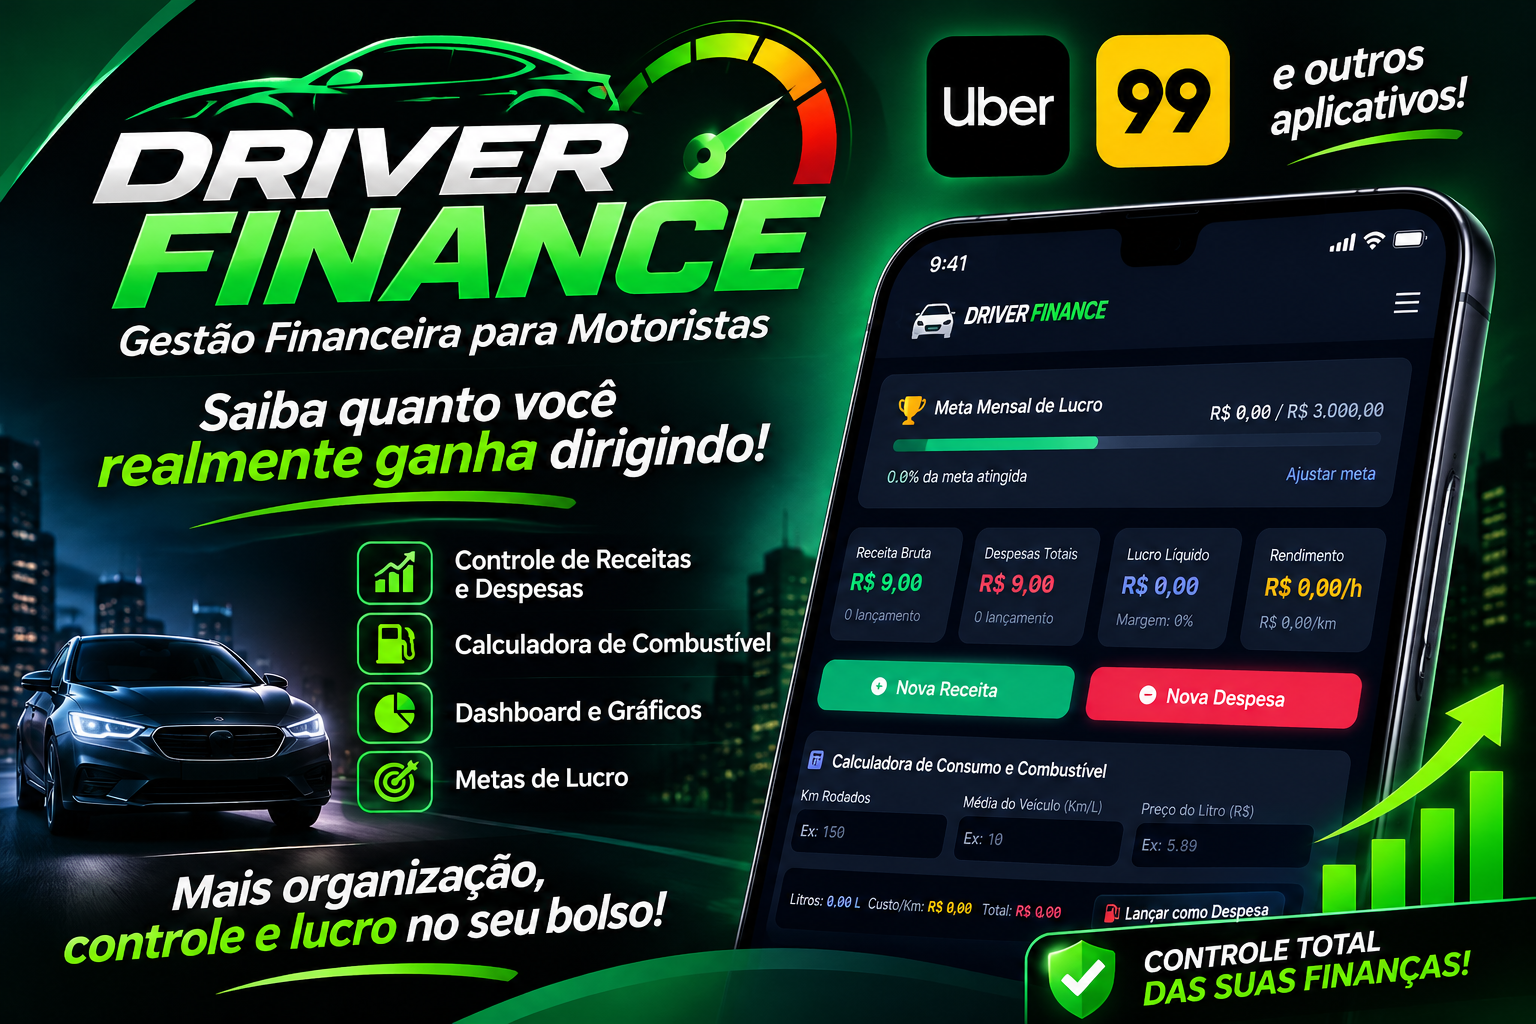 DRIVER
FINANCE
Gestão Financeira para Motoristas
Saiba quanto você
realmente ganha dirigindo!
Controle de Receitas
e Despesas
Calculadora de Combustível
Dashboard e Gráficos
Metas de Lucro
Mais organização,
controle e lucro no seu bolso!
Uber
99
e outros
aplicativos!
9:41
DRIVER FINANCE
Meta Mensal de Lucro
R$ 0,00 / R$ 3.000,00
0.0% da meta atingida
Ajustar meta
Receita Bruta
R$ 9,00
0 lançamento
Despesas Totais
R$ 9,00
0 lançamento
Lucro Líquido
R$ 0,00
Margem: 0%
Rendimento
R$ 0,00/h
R$ 0,00/km
Nova Receita
Nova Despesa
Calculadora de Consumo e Combustível
Km Rodados
Ex: 150
Média do Veículo (Km/L)
Ex: 10
Preço do Litro (R$)
Ex: 5.89
Litros: 0,00 L Custo/Km: R$ 0,00 Total: R$ 0,00
Lançar como Despesa
CONTROLE TOTAL
DAS SUAS FINANÇAS!